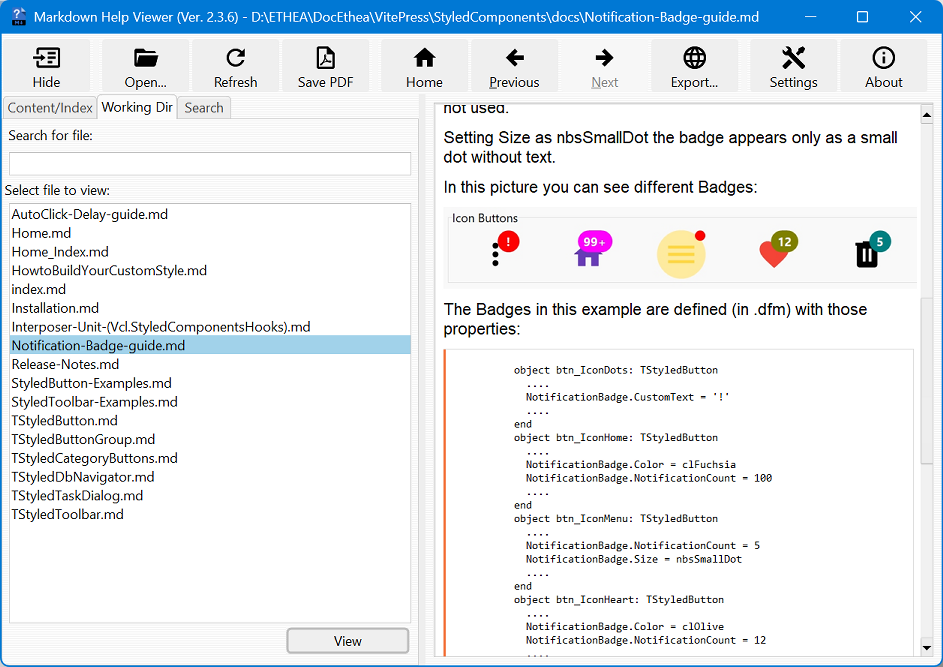 Markdown Help Viewer (Ver. 2.3.6) - D:\ETHEA\DocEthea\VitePress\StyledComponents\docs\Notification-Badge-guide.md
Hide
Open...
Refresh
Save PDF
Home
Previous
Next
Export...
Settings
About
Content/Index
Working Dir
Search
Search for file:
Select file to view:
AutoClick-Delay-guide.md
Home.md
Home_Index.md
HowtoBuildYourCustomStyle.md
index.md
Installation.md
Interposer-Unit-(Vcl.StyledComponentsHooks).md
Notification-Badge-guide.md
Release-Notes.md
StyledButton-Examples.md
StyledToolbar-Examples.md
TStyledButton.md
TStyledButtonGroup.md
TStyledCategoryButtons.md
TStyledDbNavigator.md
TStyledTaskDialog.md
TStyledToolbar.md
View
not used.
Setting Size as nbsSmallDot the badge appears only as a small
dot without text.
In this picture you can see different Badges:
Icon Buttons
!
99+
12
5
The Badges in this example are defined (in .dfm) with those
properties:
object btn_IconDots: TStyledButton
....
NotificationBadge.CustomText = '!'
....
end
object btn_IconHome: TStyledButton
....
NotificationBadge.Color = clFuchsia
NotificationBadge.NotificationCount = 100
....
end
object btn_IconMenu: TStyledButton
....
NotificationBadge.NotificationCount = 5
NotificationBadge.Size = nbsSmallDot
....
end
object btn_IconHeart: TStyledButton
....
NotificationBadge.Color = clOlive
NotificationBadge.NotificationCount = 12
....